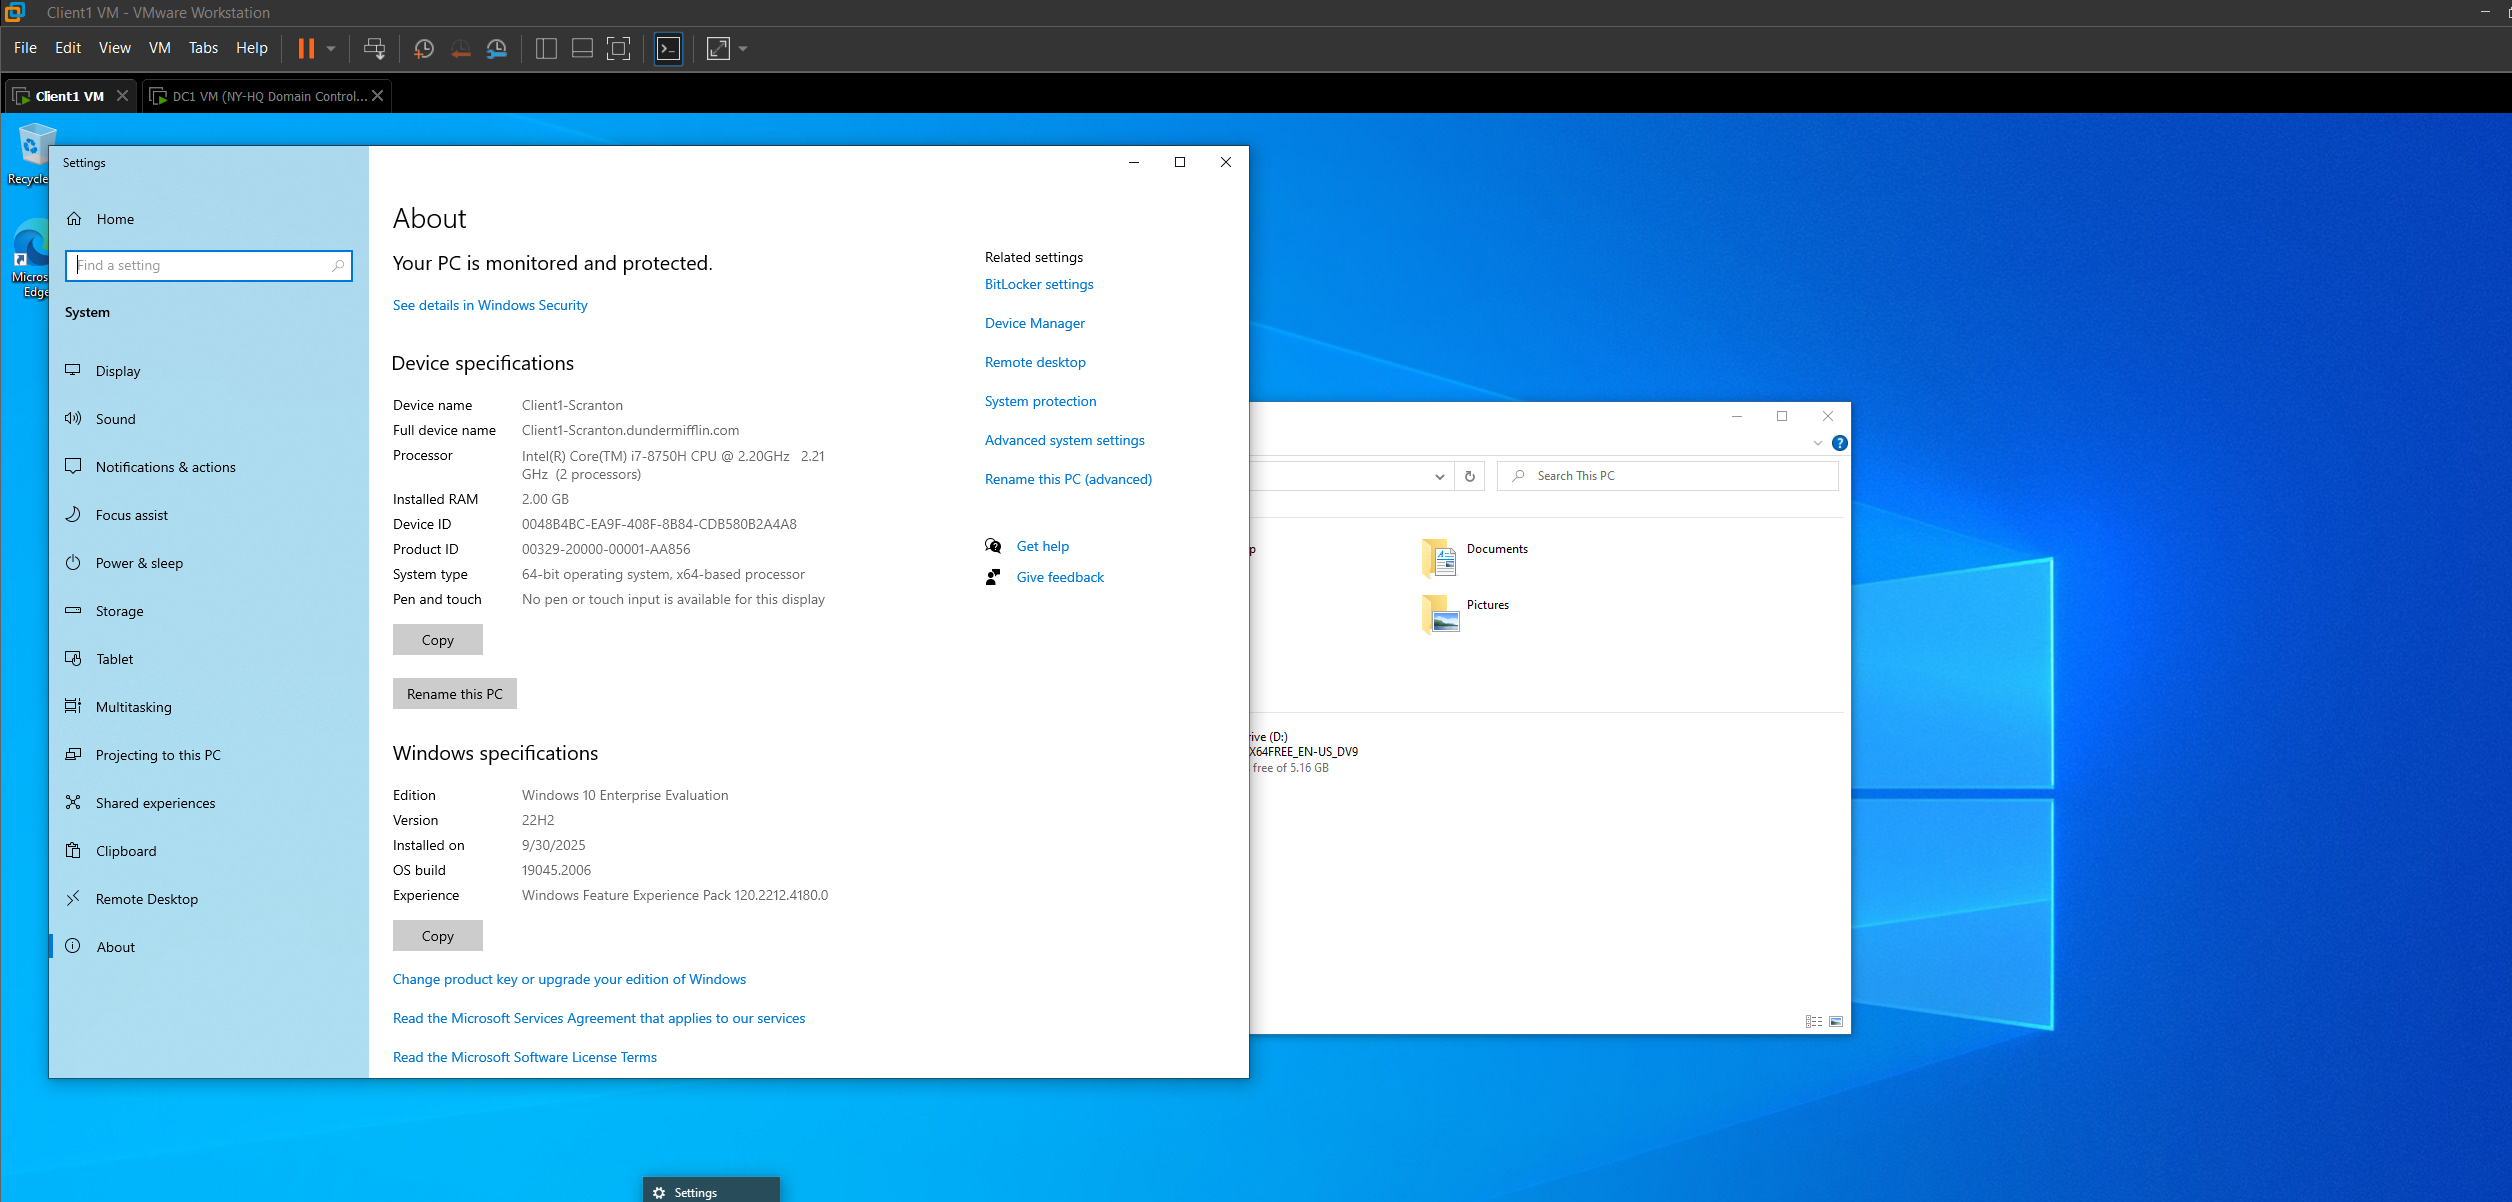 Client1 VM - VMware Workstation
File Edit View VM Tabs Help
Client1 VM
DC1 VM (NY-HQ Domain Control...
Recycle
Micros
Edge
Settings
Home
Find a setting
System
Display
Sound
Notifications & actions
Focus assist
Power & sleep
Storage
Tablet
Multitasking
Projecting to this PC
Shared experiences
Clipboard
Remote Desktop
About
About
Your PC is monitored and protected.
See details in Windows Security
Device specifications
Device name Client1-Scranton
Full device name Client1-Scranton.dundermifflin.com
Processor Intel(R) Core(TM) i7-8750H CPU @ 2.20GHz 2.21
GHz (2 processors)
Installed RAM 2.00 GB
Device ID 0048B4BC-EA9F-408F-8B84-CDB580B2A4A8
Product ID 00329-20000-00001-AA856
System type 64-bit operating system, x64-based processor
Pen and touch No pen or touch input is available for this display
Copy
Rename this PC
Windows specifications
Edition Windows 10 Enterprise Evaluation
Version 22H2
Installed on 9/30/2025
OS build 19045.2006
Experience Windows Feature Experience Pack 120.2212.4180.0
Copy
Change product key or upgrade your edition of Windows
Read the Microsoft Services Agreement that applies to our services
Read the Microsoft Software License Terms
Related settings
BitLocker settings
Device Manager
Remote desktop
System protection
Advanced system settings
Rename this PC (advanced)
Get help
Give feedback
Search This PC
p
Documents
Pictures
rive (D:)
X64FREE_EN-US_DV9
free of 5.16 GB
Settings